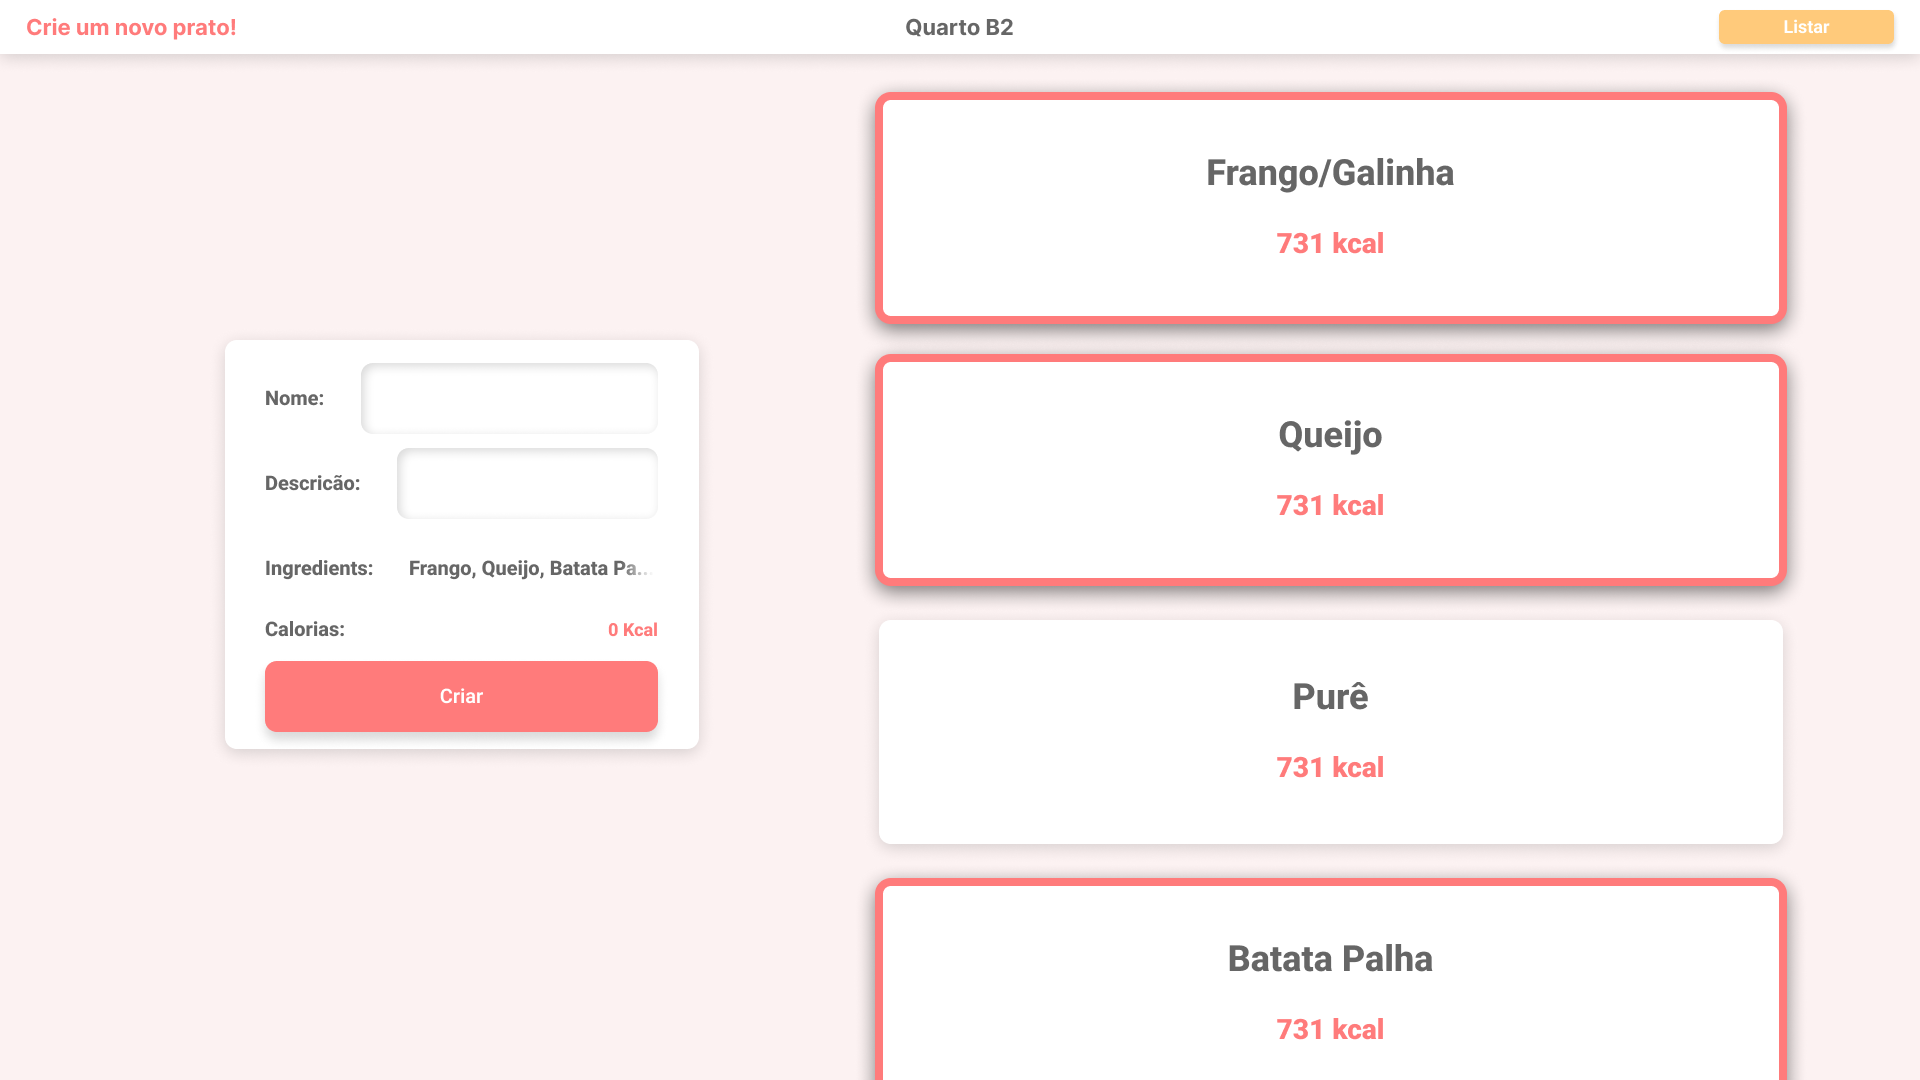 Crie um novo prato!
Quarto B2
Listar
Nome:
Descricão:
Ingredients: Frango, Queijo, Batata Pa...
Calorias: 0 Kcal
Criar
Frango/Galinha
731 kcal
Queijo
731 kcal
Purê
731 kcal
Batata Palha
731 kcal